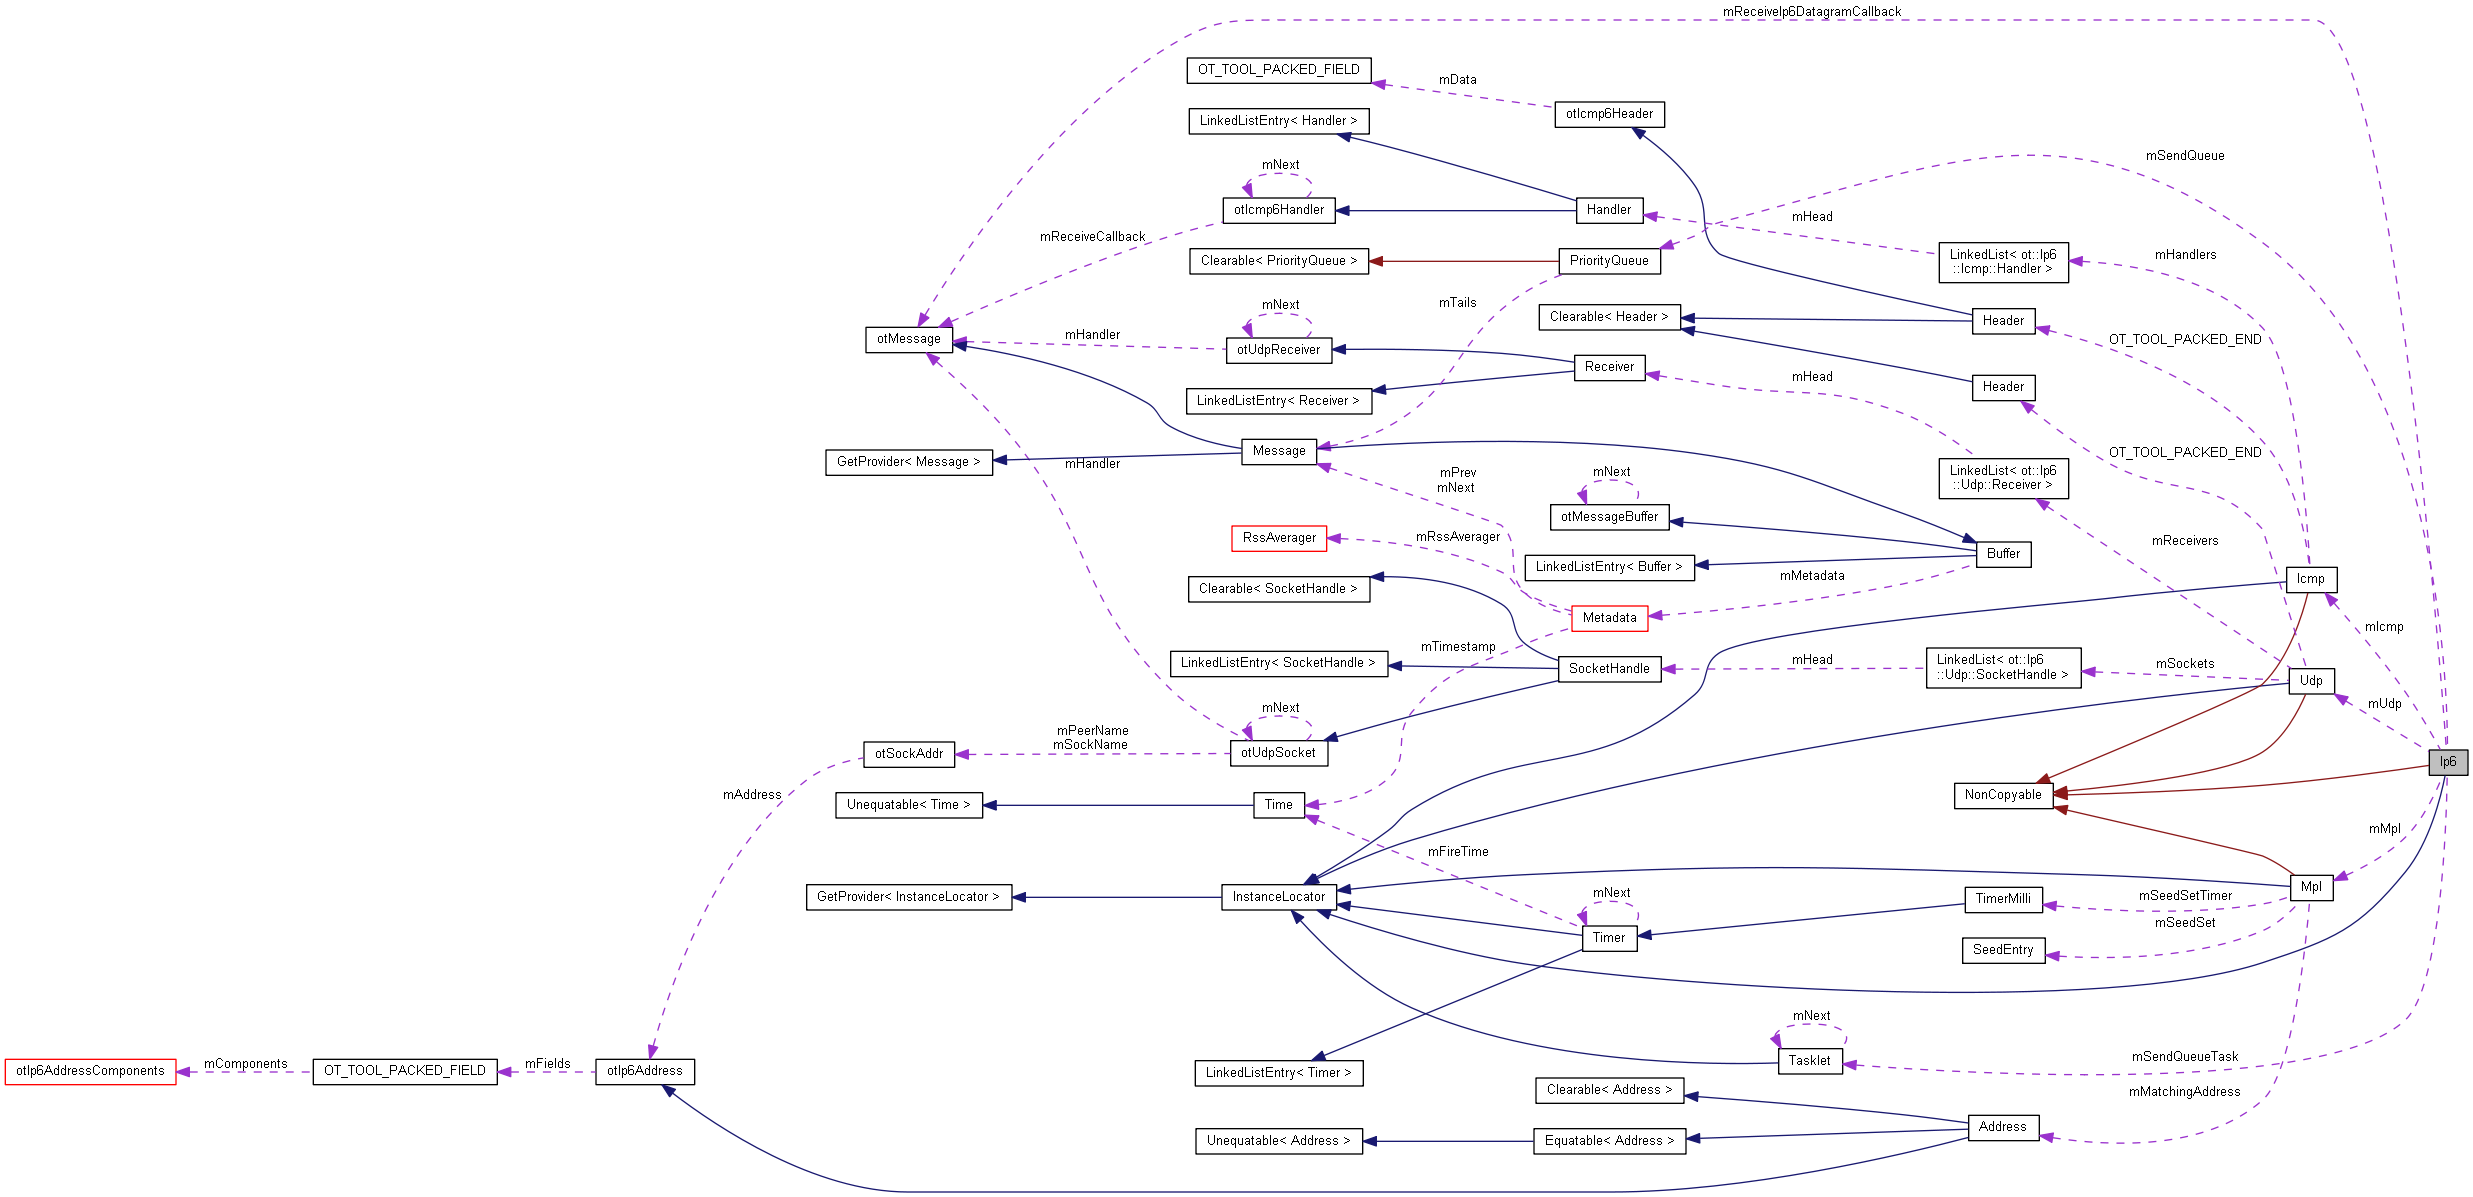 mReceiveIp6DatagramCallback
OT_TOOL_PACKED_FIELD
mData
otIcmp6Header
LinkedListEntry< Handler >
mNext
mSendQueue
otIcmp6Handler
Handler
mHead
mReceiveCallback
Clearable< PriorityQueue >
PriorityQueue
LinkedList< ot::Ip6
::Icmp::Handler >
mHandlers
mNext
mTails
Clearable< Header >
Header
otMessage
mHandler
otUdpReceiver
OT_TOOL_PACKED_END
Receiver
mHead
Header
LinkedListEntry< Receiver >
Message
GetProvider< Message >
mHandler
mPrev
mNext
mNext
LinkedList< ot::Ip6
::Udp::Receiver >
OT_TOOL_PACKED_END
otMessageBuffer
RssAverager
mRssAverager
mReceivers
Buffer
LinkedListEntry< Buffer >
mMetadata
Icmp
Clearable< SocketHandle >
Metadata
mIcmp
mTimestamp
LinkedListEntry< SocketHandle >
SocketHandle
mHead
LinkedList< ot::Ip6
::Udp::SocketHandle >
mSockets
Udp
mNext
mUdp
mPeerName
mSockName
otSockAddr
otUdpSocket
Ip6
mAddress
Unequatable< Time >
Time
NonCopyable
mFireTime
mMpl
GetProvider< InstanceLocator >
InstanceLocator
mNext
TimerMilli
mSeedSetTimer
Mpl
mSeedSet
Timer
SeedEntry
mNext
mSendQueueTask
otIp6AddressComponents
mComponents
OT_TOOL_PACKED_FIELD
mFields
otIp6Address
LinkedListEntry< Timer >
Tasklet
Clearable< Address >
mMatchingAddress
Unequatable< Address >
Equatable< Address >
Address